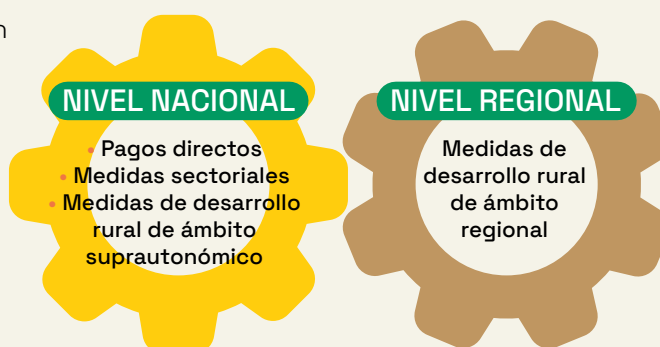 n
NIVEL NACIONAL
• Pagos directos
• Medidas sectoriales
• Medidas de desarrollo
rural de ámbito
suprautonómico
NIVEL REGIONAL
Medidas de
desarrollo rural
de ámbito
regional